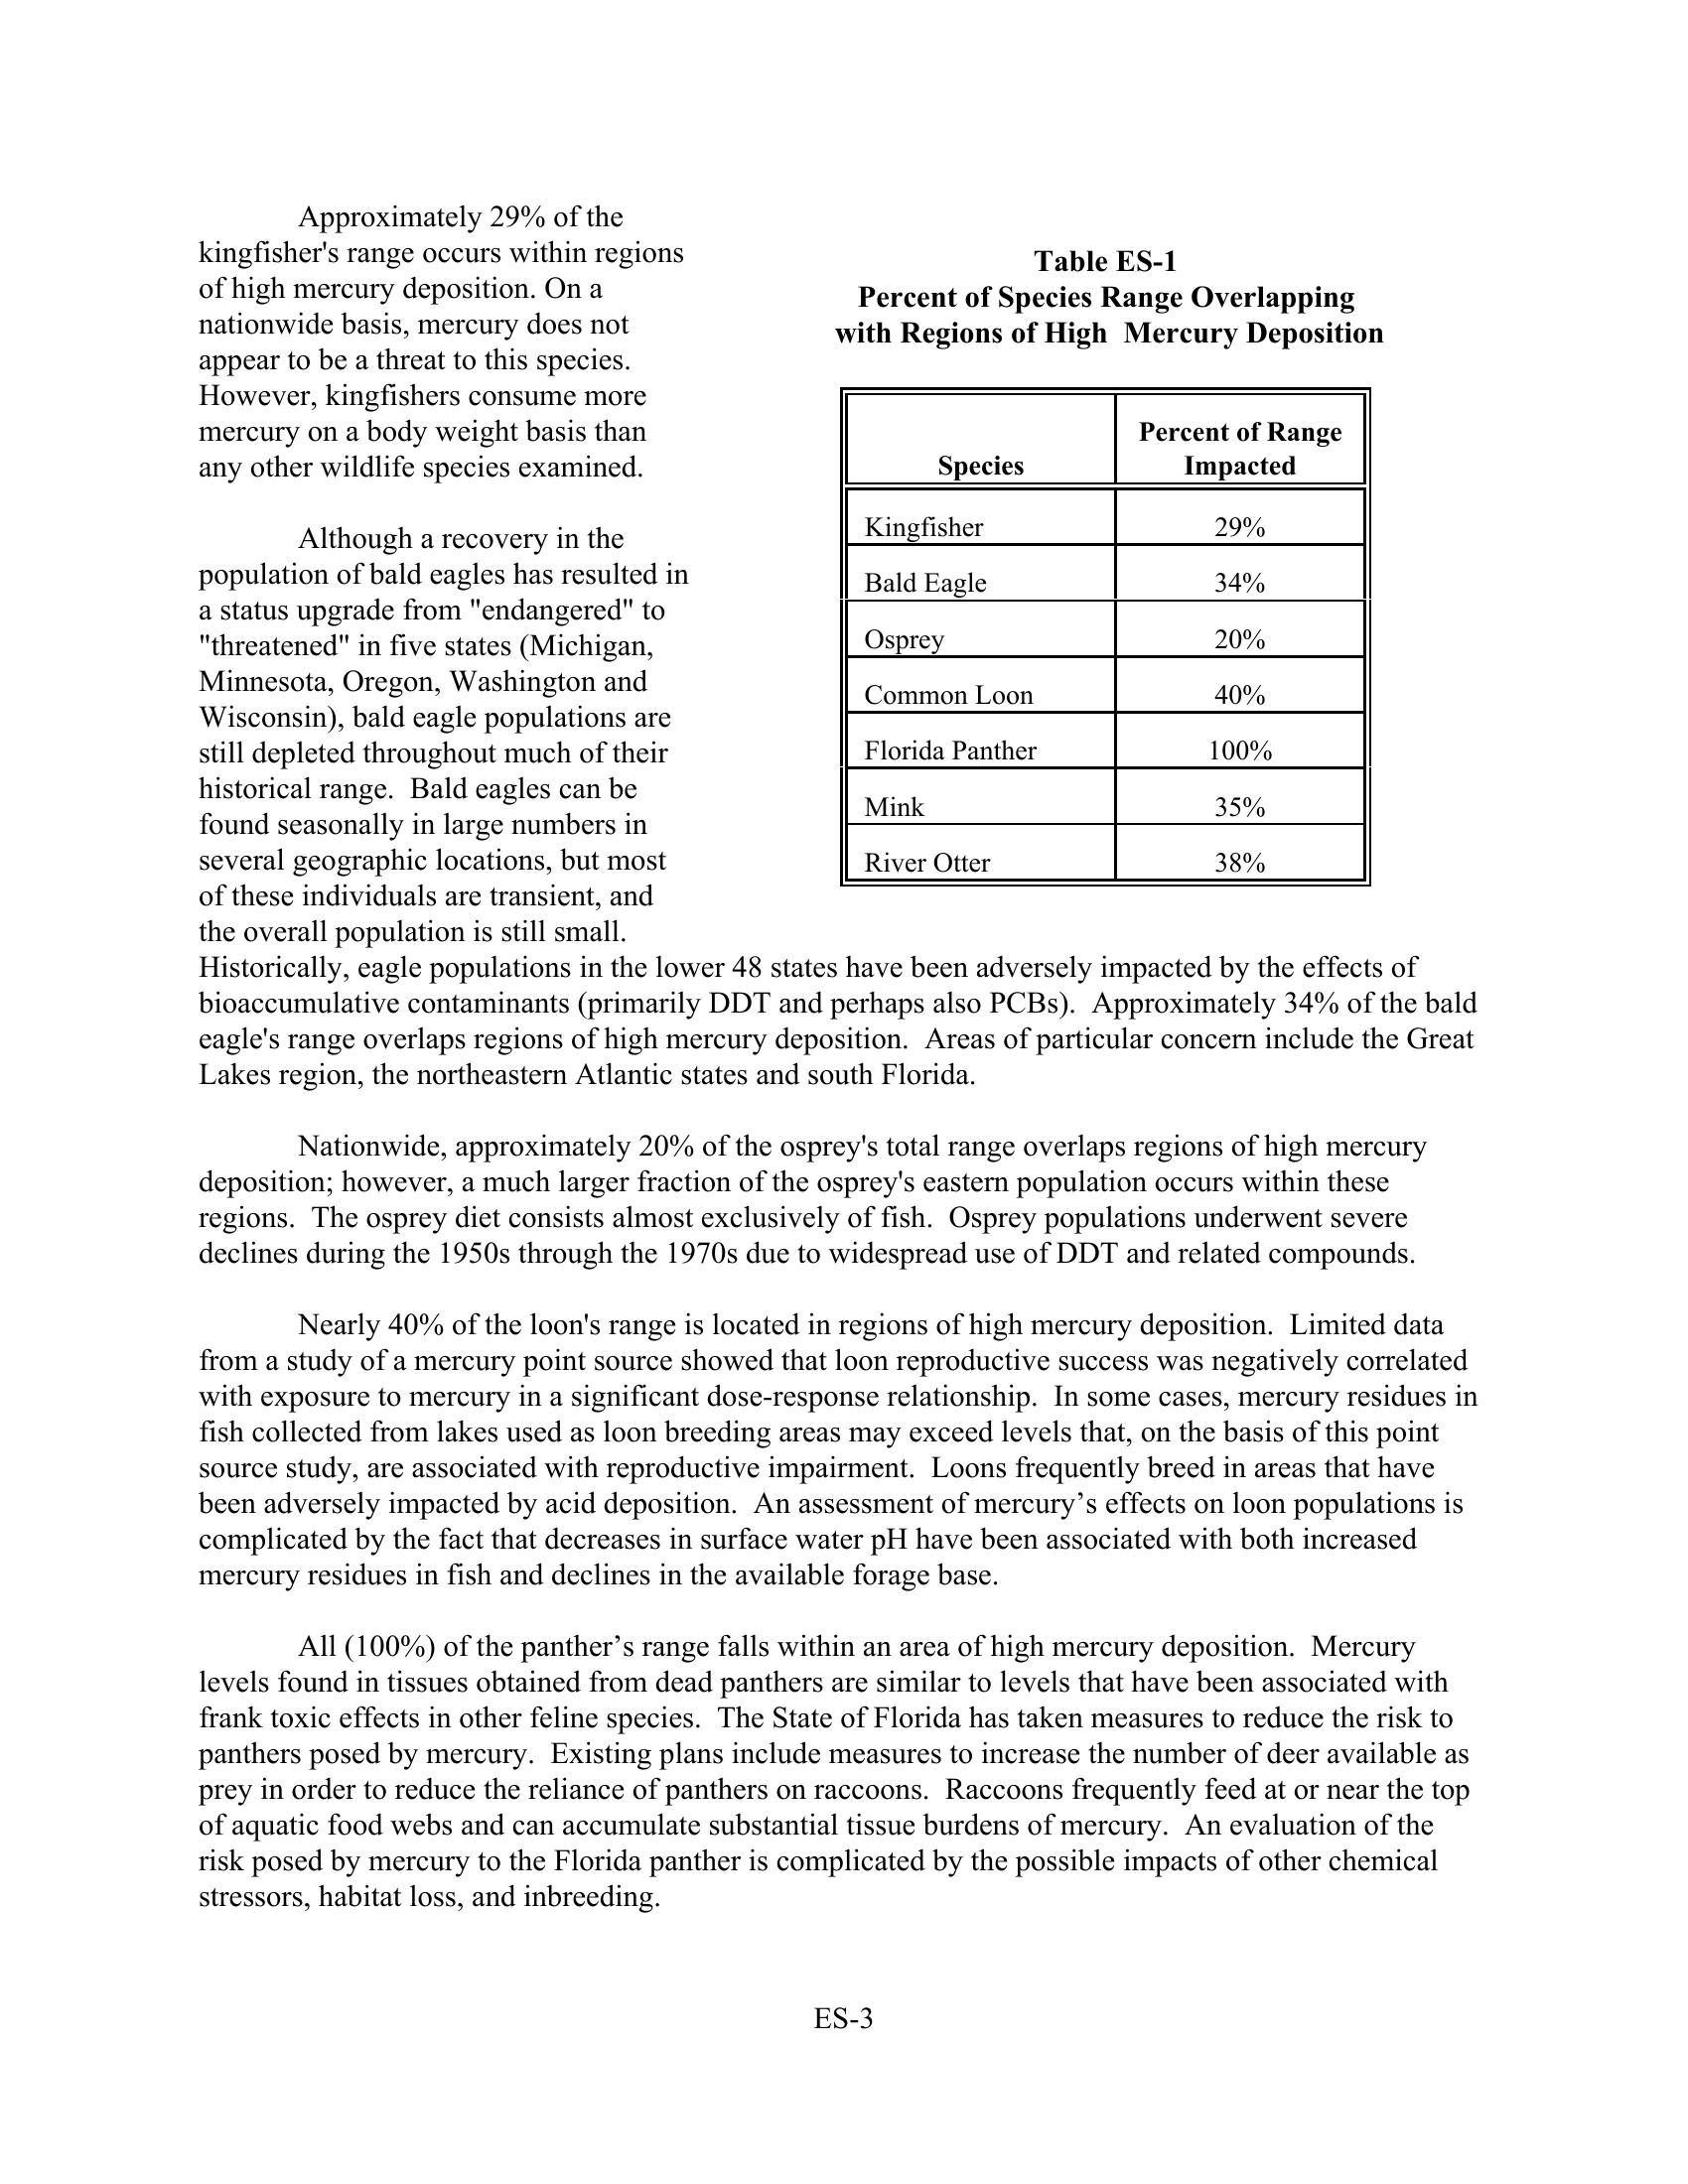 Approximately 29% of the
kingfisher's range occurs within regions
of high mercury deposition. On a
nationwide basis, mercury does not
appear to be a threat to this species.
However, kingfishers consume more
mercury on a body weight basis than
any other wildlife species examined.
Although a recovery in the
population of bald eagles has resulted in
a status upgrade from "endangered" to
"threatened" in five states (Michigan,
Minnesota, Oregon, Washington and
Wisconsin), bald eagle populations are
still depleted throughout much of their
historical range.  Bald eagles can be
found seasonally in large numbers in
several geographic locations, but most
of these individuals are transient, and
the overall population is still small.
Table ES-1
Percent of Species Range Overlapping
with Regions of High  Mercury Deposition
Species
Percent of Range
Impacted
Kingfisher 29%
Bald Eagle 34%
Osprey 20%
Common Loon 40%
Florida Panther 100%
Mink 35%
River Otter 38%
Historically, eagle populations in the lower 48 states have been adversely impacted by the effects of
bioaccumulative contaminants (primarily DDT and perhaps also PCBs).  Approximately 34% of the bald
eagle's range overlaps regions of high mercury deposition.  Areas of particular concern include the Great
Lakes region, the northeastern Atlantic states and south Florida.
Nationwide, approximately 20% of the osprey's total range overlaps regions of high mercury
deposition; however, a much larger fraction of the osprey's eastern population occurs within these
regions.  The osprey diet consists almost exclusively of fish.  Osprey populations underwent severe
declines during the 1950s through the 1970s due to widespread use of DDT and related compounds.
Nearly 40% of the loon's range is located in regions of high mercury deposition.  Limited data
from a study of a mercury point source showed that loon reproductive success was negatively correlated
with exposure to mercury in a significant dose-response relationship.  In some cases, mercury residues in
fish collected from lakes used as loon breeding areas may exceed levels that, on the basis of this point
source study, are associated with reproductive impairment.  Loons frequently breed in areas that have
been adversely impacted by acid deposition.  An assessment of mercury’s effects on loon populations is
complicated by the fact that decreases in surface water pH have been associated with both increased
mercury residues in fish and declines in the available forage base.
All (100%) of the panther’s range falls within an area of high mercury deposition.  Mercury
levels found in tissues obtained from dead panthers are similar to levels that have been associated with
frank toxic effects in other feline species.  The State of Florida has taken measures to reduce the risk to
panthers posed by mercury.  Existing plans include measures to increase the number of deer available as
prey in order to reduce the reliance of panthers on raccoons.  Raccoons frequently feed at or near the top
of aquatic food webs and can accumulate substantial tissue burdens of mercury.  An evaluation of the
risk posed by mercury to the Florida panther is complicated by the possible impacts of other chemical
stressors, habitat loss, and inbreeding.
ES-3